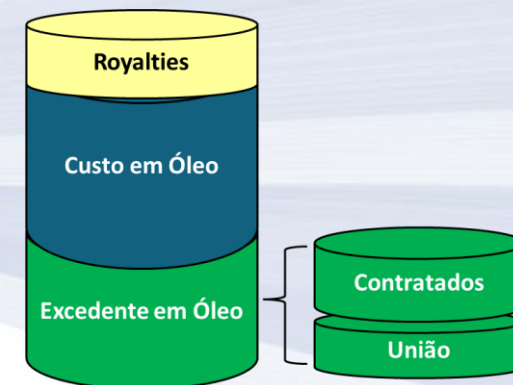 Royalties
Custo em Óleo
Excedente em Óleo
Contratados
União